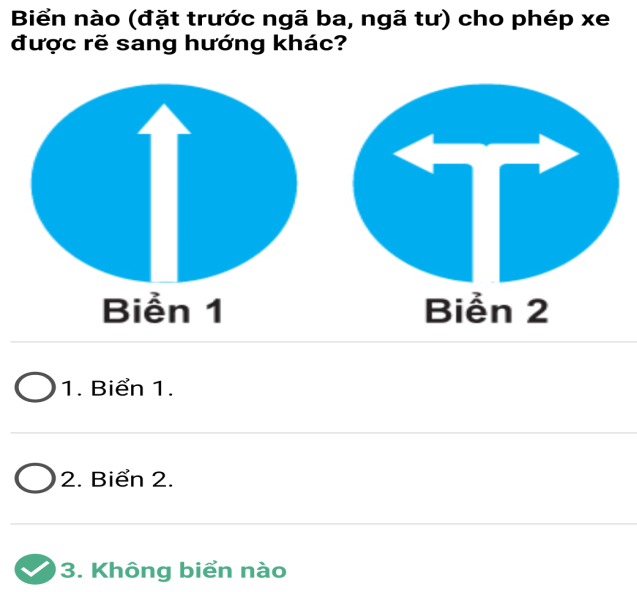 Biển nào (đặt trước ngã ba, ngã tư) cho phép xe
được rẽ sang hướng khác?
Biển 1
Biển 2
1. Biển 1.
2. Biển 2.
3. Không biển nào